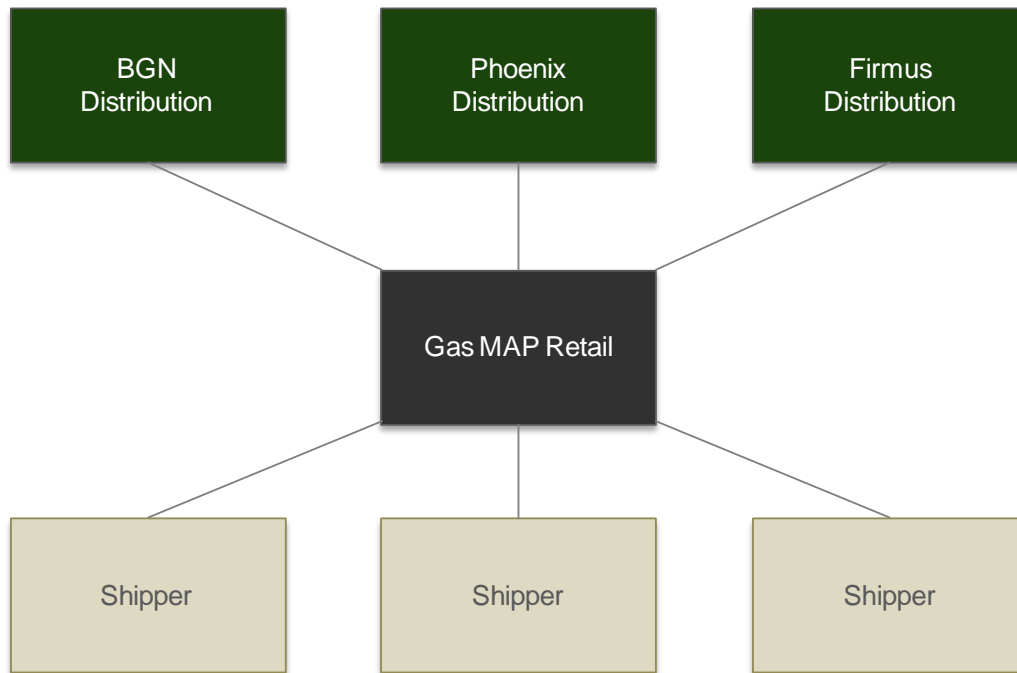 BGN
Distribution
Phoenix
Distribution
Firmus
Distribution
Gas MAP Retail
Shipper
Shipper
Shipper